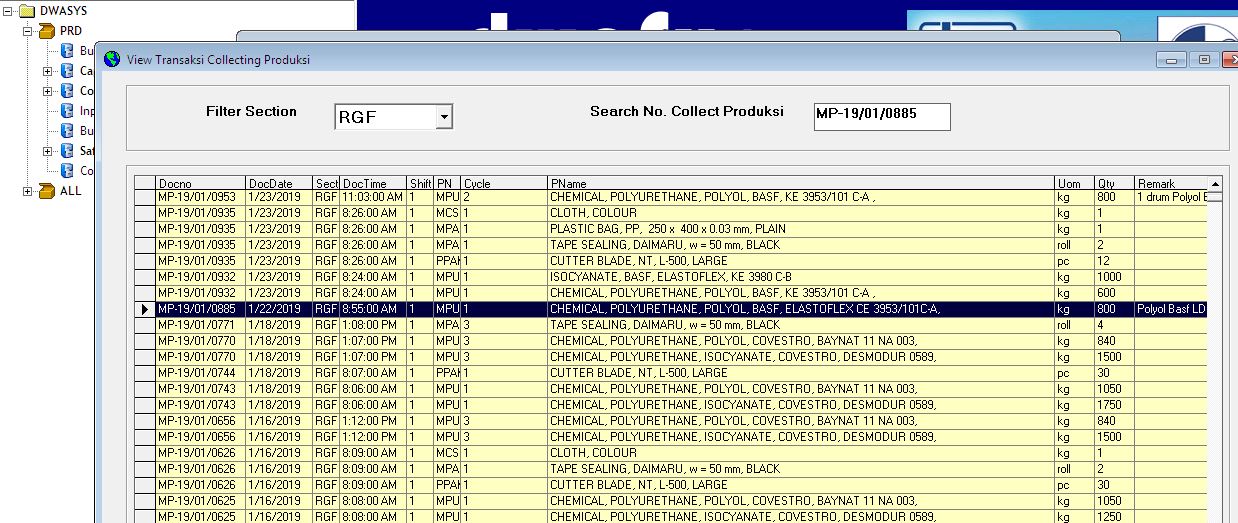 DWASYS
PRD
Bu
Ca
Co
Inp
Bu
Sat
Co
ALL
View Transaksi Collecting Produksi
Filter Section RGF Search No. Collect Produksi MP-19/01/0885
Docno DocDate Sect DocTime Shift PN Cycle PName Uom Qty Remark
MP-19/01/0953 1/23/2019 RGF 11:03:00 AM 1 MPU 2 CHEMICAL, POLYURETHANE, POLYOL, BASF, KE 3953/101 C-A , kg 800 1 drum Polyol B
MP-19/01/0935 1/23/2019 RGF 8:26:00 AM 1 MCS 1 CLOTH, COLOUR kg 1
MP-19/01/0935 1/23/2019 RGF 8:26:00 AM 1 MPA 1 PLASTIC BAG, PP, 250 x 400 x 0.03 mm, PLAIN kg 1
MP-19/01/0935 1/23/2019 RGF 8:26:00 AM 1 MPA 1 TAPE SEALING, DAIMARU, w = 50 mm, BLACK roll 2
MP-19/01/0935 1/23/2019 RGF 8:26:00 AM 1 PPAK 1 CUTTER BLADE, NT, L-500, LARGE pc 12
MP-19/01/0932 1/23/2019 RGF 8:24:00 AM 1 MPU 1 ISOCYANATE, BASF, ELASTOFLEX, KE 3980 C-B kg 1000
MP-19/01/0932 1/23/2019 RGF 8:24:00 AM 1 MPU 1 CHEMICAL, POLYURETHANE, POLYOL, BASF, KE 3953/101 C-A , kg 600
MP-19/01/0885 1/22/2019 RGF 8:55:00 AM 1 MPU 1 CHEMICAL, POLYURETHANE, POLYOL, BASF, ELASTOFLEX CE 3953/101C-A, kg 800 Polyol Basf LD
MP-19/01/0771 1/18/2019 RGF 1:08:00 PM 1 MPA 3 TAPE SEALING, DAIMARU, w = 50 mm, BLACK roll 4
MP-19/01/0770 1/18/2019 RGF 1:07:00 PM 1 MPU 3 CHEMICAL, POLYURETHANE, POLYOL, COVESTRO, BAYNAT 11 NA 003, kg 840
MP-19/01/0770 1/18/2019 RGF 1:07:00 PM 1 MPU 3 CHEMICAL, POLYURETHANE, ISOCYANATE, COVESTRO, DESMODUR 0589, kg 1500
MP-19/01/0744 1/18/2019 RGF 8:07:00 AM 1 PPAK 1 CUTTER BLADE, NT, L-500, LARGE pc 30
MP-19/01/0743 1/18/2019 RGF 8:06:00 AM 1 MPU 1 CHEMICAL, POLYURETHANE, POLYOL, COVESTRO, BAYNAT 11 NA 003, kg 1050
MP-19/01/0743 1/18/2019 RGF 8:06:00 AM 1 MPU 1 CHEMICAL, POLYURETHANE, ISOCYANATE, COVESTRO, DESMODUR 0589, kg 1750
MP-19/01/0656 1/16/2019 RGF 1:12:00 PM 1 MPU 3 CHEMICAL, POLYURETHANE, POLYOL, COVESTRO, BAYNAT 11 NA 003, kg 840
MP-19/01/0656 1/16/2019 RGF 1:12:00 PM 1 MPU 3 CHEMICAL, POLYURETHANE, ISOCYANATE, COVESTRO, DESMODUR 0589, kg 1500
MP-19/01/0626 1/16/2019 RGF 8:09:00 AM 1 MCS 1 CLOTH, COLOUR kg 1
MP-19/01/0626 1/16/2019 RGF 8:09:00 AM 1 MPA 1 TAPE SEALING, DAIMARU, w = 50 mm, BLACK roll 2
MP-19/01/0626 1/16/2019 RGF 8:09:00 AM 1 PPAK 1 CUTTER BLADE, NT, L-500, LARGE pc 30
MP-19/01/0625 1/16/2019 RGF 8:08:00 AM 1 MPU 1 CHEMICAL, POLYURETHANE, POLYOL, COVESTRO, BAYNAT 11 NA 003, kg 1050
MP-19/01/0625 1/16/2019 RGF 8:08:00 AM 1 MPU 1 CHEMICAL, POLYURETHANE, ISOCYANATE, COVESTRO, DESMODUR 0589, kg 1250